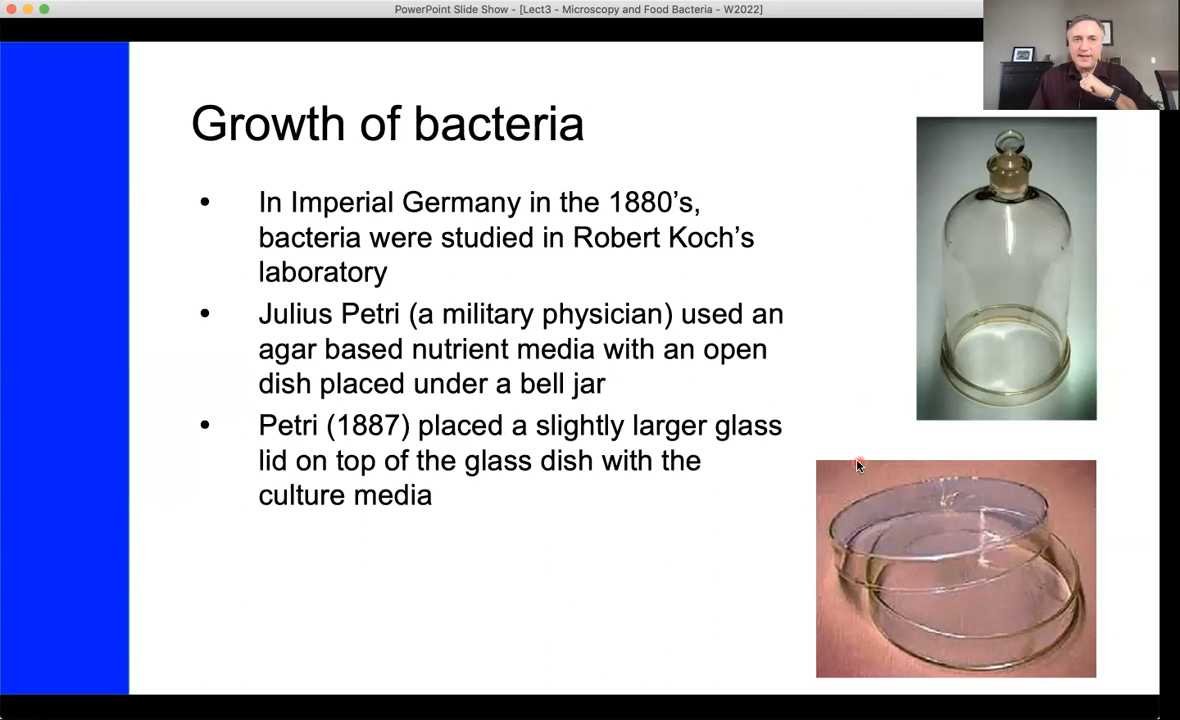 PowerPoint Slide Show - [Lect3 - Microscopy and Food Bacteria - W2022]
Growth of bacteria
• In Imperial Germany in the 1880’s,
bacteria were studied in Robert Koch’s
laboratory
• Julius Petri (a military physician) used an
agar based nutrient media with an open
dish placed under a bell jar
• Petri (1887) placed a slightly larger glass
lid on top of the glass dish with the
culture media